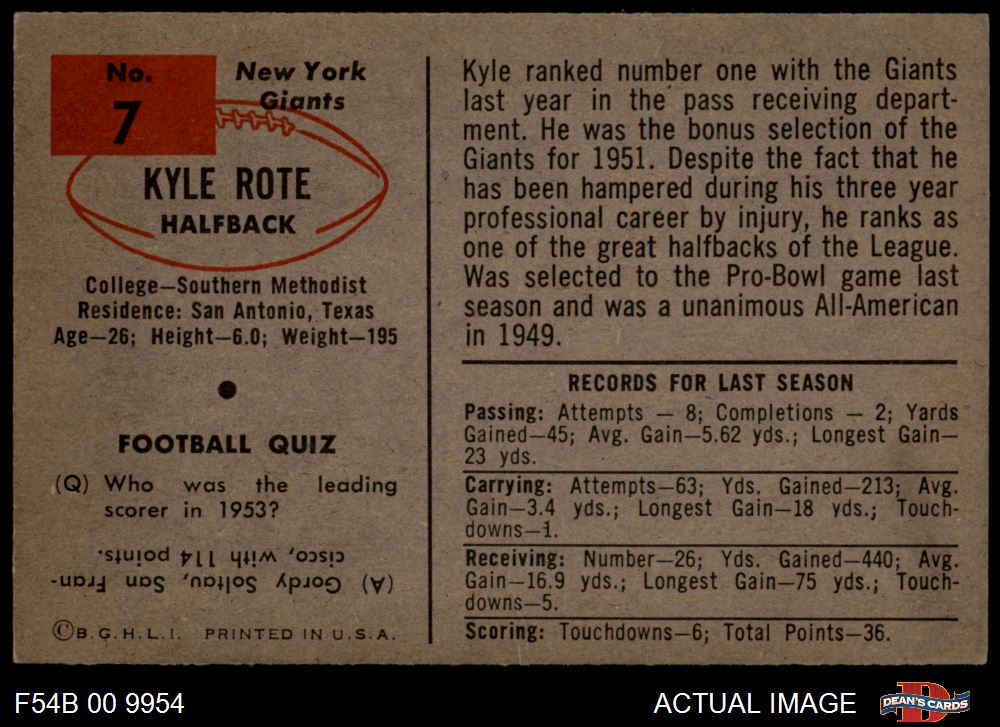 No.
7
New York
Giants
KYLE ROTE
HALFBACK
College—Southern Methodist
Residence: San Antonio, Texas
Age—26; Height—6.0; Weight—195
FOOTBALL QUIZ
(Q) Who was the leading
scorer in 1953?
(A) Gordy Soltau, San Fran-
cisco, with 114 points.
©B.G.H.L.I. PRINTED IN U.S.A.
Kyle ranked number one with the Giants
last year in the pass receiving depart-
ment. He was the bonus selection of the
Giants for 1951. Despite the fact that he
has been hampered during his three year
professional career by injury, he ranks as
one of the great halfbacks of the League.
Was selected to the Pro-Bowl game last
season and was a unanimous All-American
in 1949.
RECORDS FOR LAST SEASON
Passing: Attempts — 8; Completions — 2; Yards
Gained—45; Avg. Gain—5.62 yds.; Longest Gain—
23 yds.
Carrying: Attempts—63; Yds. Gained—213; Avg.
Gain—3.4 yds.; Longest Gain—18 yds.; Touch-
downs—1.
Receiving: Number—26; Yds. Gained—440; Avg.
Gain—16.9 yds.; Longest Gain—75 yds.; Touch-
downs—5.
Scoring: Touchdowns—6; Total Points—36.
F54B 00 9954
ACTUAL IMAGE
DEAN'S CARDS